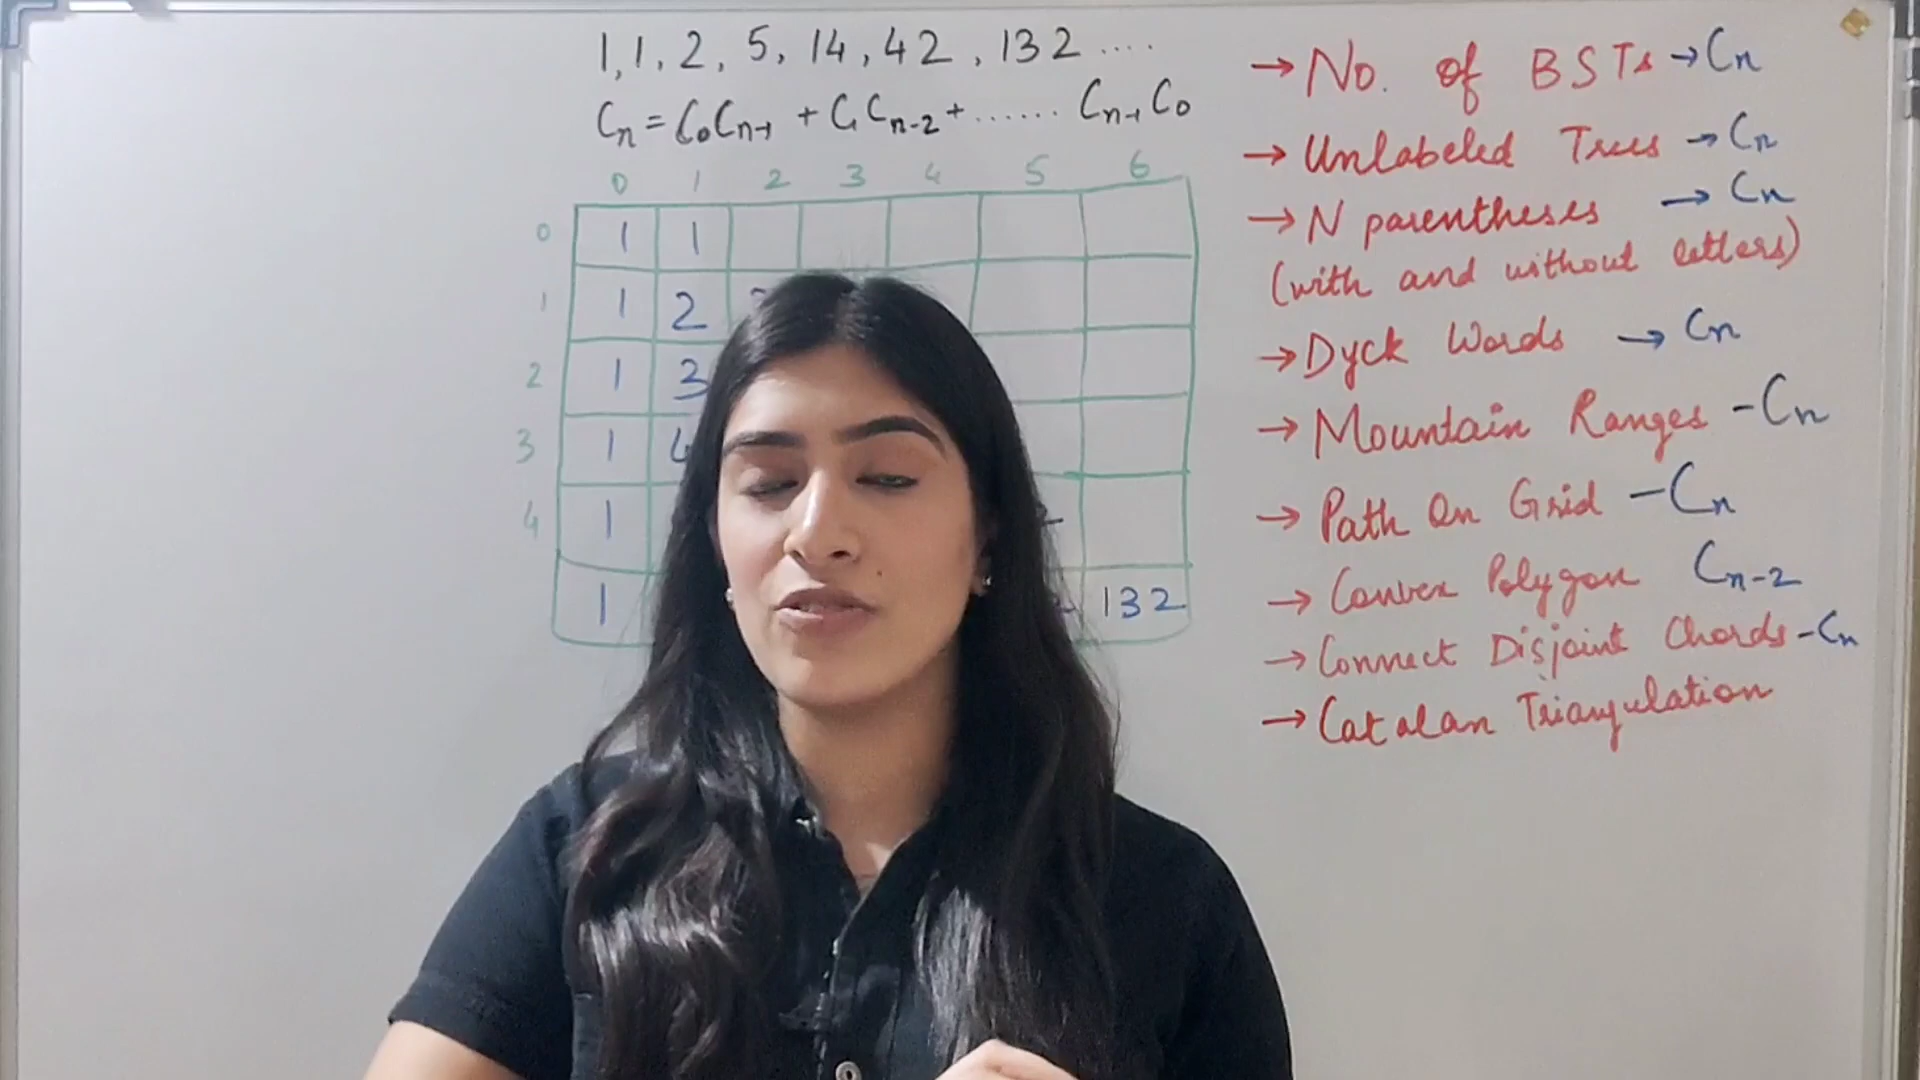 1, 1, 2, 5, 14, 42, 132 ....
Cn = C0Cn-1 + C1Cn-2 + ...... Cn-1C0
0 1 2 3 4 5 6
0 1 1
1 1 2
2 1 3
3 1 4
4 1
1 132
→ No. of BSTs → Cn
→ Unlabeled Trees → Cn
→ N parentheses → Cn
(with and without letters)
→ Dyck Words → Cn
→ Mountain Ranges - Cn
→ Path On Grid - Cn
→ Convex Polygon Cn-2
→ Connect Disjoint Chords - Cn
→ Catalan Triangulation